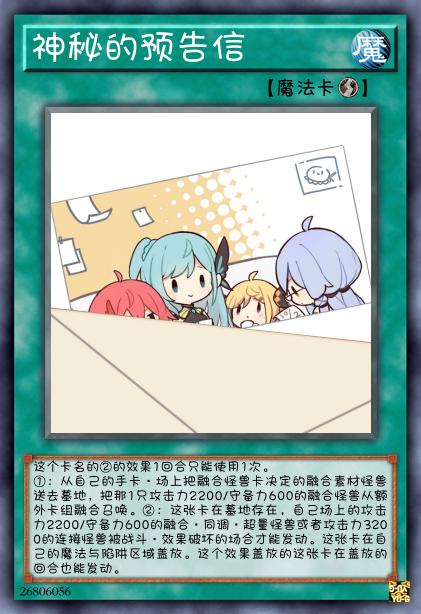 神秘的预告信
魔
【魔法卡】
这个卡名的②的效果1回合只能使用1次。
①：从自己的手卡·场上把融合怪兽卡决定的融合素材怪兽
送去墓地，把那1只攻击力2200/守备力600的融合怪兽从额
外卡组融合召唤。②：这张卡在墓地存在，自己场上的攻击
力2200/守备力600的融合·同调·超量怪兽或者攻击力320
0的连接怪兽被战斗·效果破坏的场合才能发动。这张卡在自
己的魔法与陷阱区域盖放。这个效果盖放的这张卡在盖放的
回合也能发动。
26806056